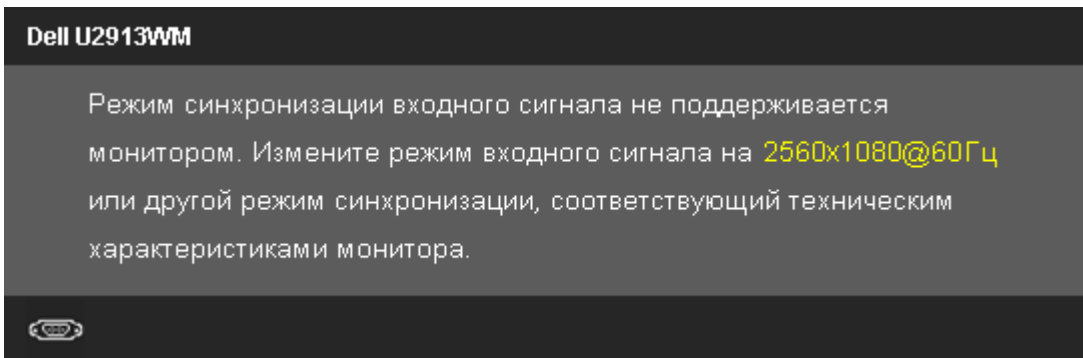 Dell U2913WM
Режим синхронизации входного сигнала не поддерживается
монитором. Измените режим входного сигнала на 2560x1080@60Гц
или другой режим синхронизации, соответствующий техническим
характеристиками монитора.